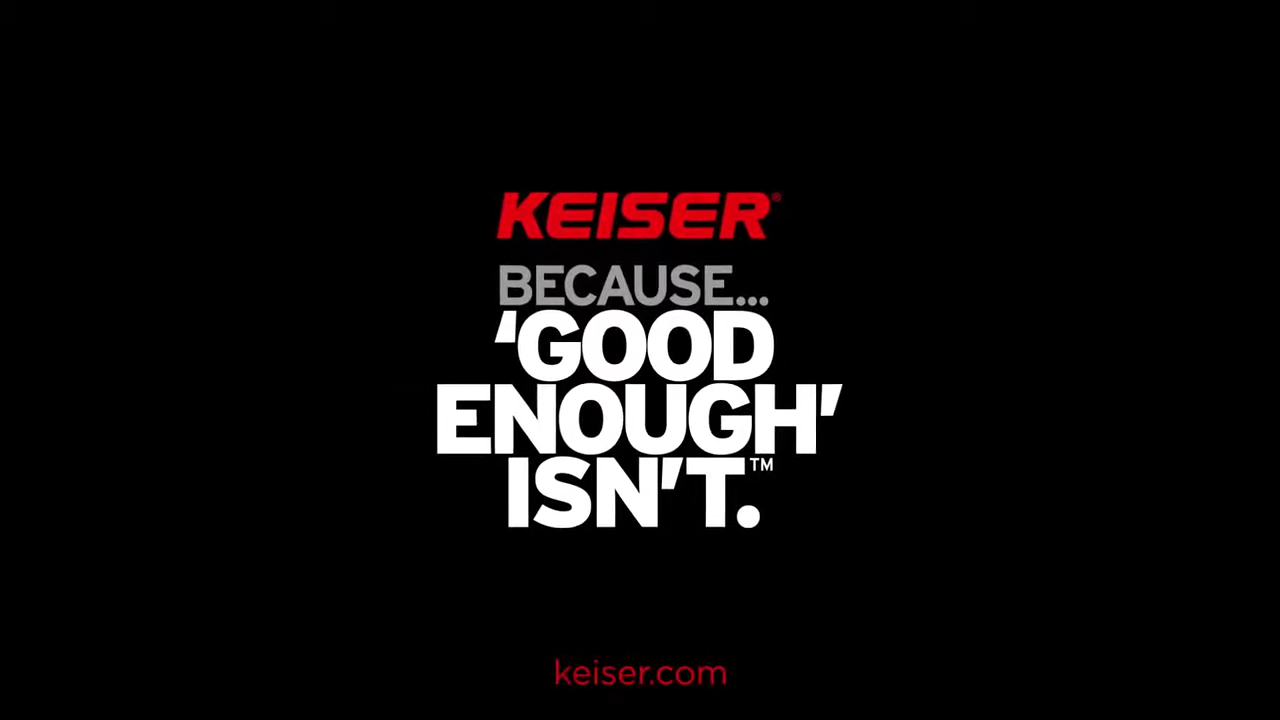 KEISER®
BECAUSE...
‘GOOD
ENOUGH’
ISN'T.™
keiser.com